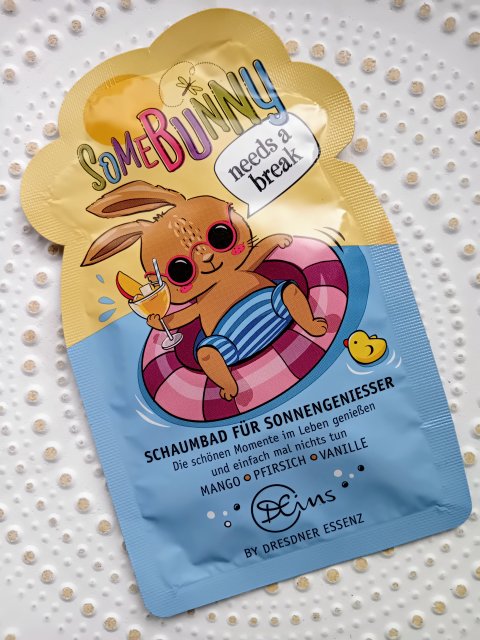 SOMEBUNNY
needs a
break
SCHAUMBAD FÜR SONNENGENIESSER
Die schönen Momente im Leben genießen
und einfach mal nichts tun
MANGO PFIRSICH VANILLE
DEins
BY DRESDNER ESSENZ